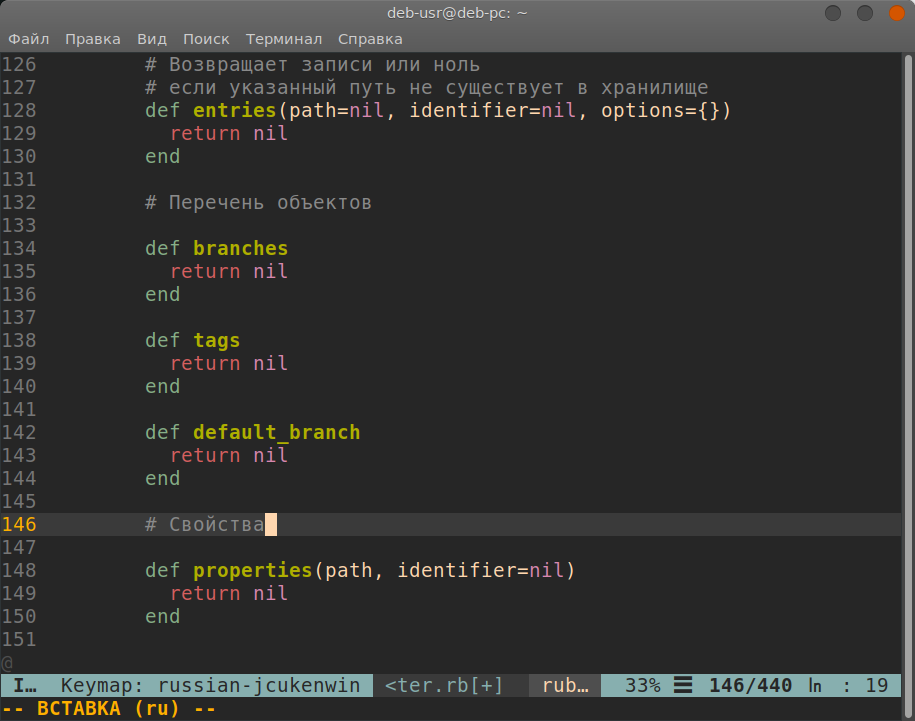 deb-usr@deb-pc: ~
Файл Правка Вид Поиск Терминал Справка
126 # Возвращает записи или ноль
127 # если указанный путь не существует в хранилище
128 def entries(path=nil, identifier=nil, options={})
129 return nil
130 end
131
132 # Перечень объектов
133
134 def branches
135 return nil
136 end
137
138 def tags
139 return nil
140 end
141
142 def default_branch
143 return nil
144 end
145
146 # Свойства
147
148 def properties(path, identifier=nil)
149 return nil
150 end
151
@
I… Keymap: russian-jcukenwin <ter.rb[+] rub… 33% ☰ 146/440 ㏑ : 19
-- ВСТАВКА (ru) --